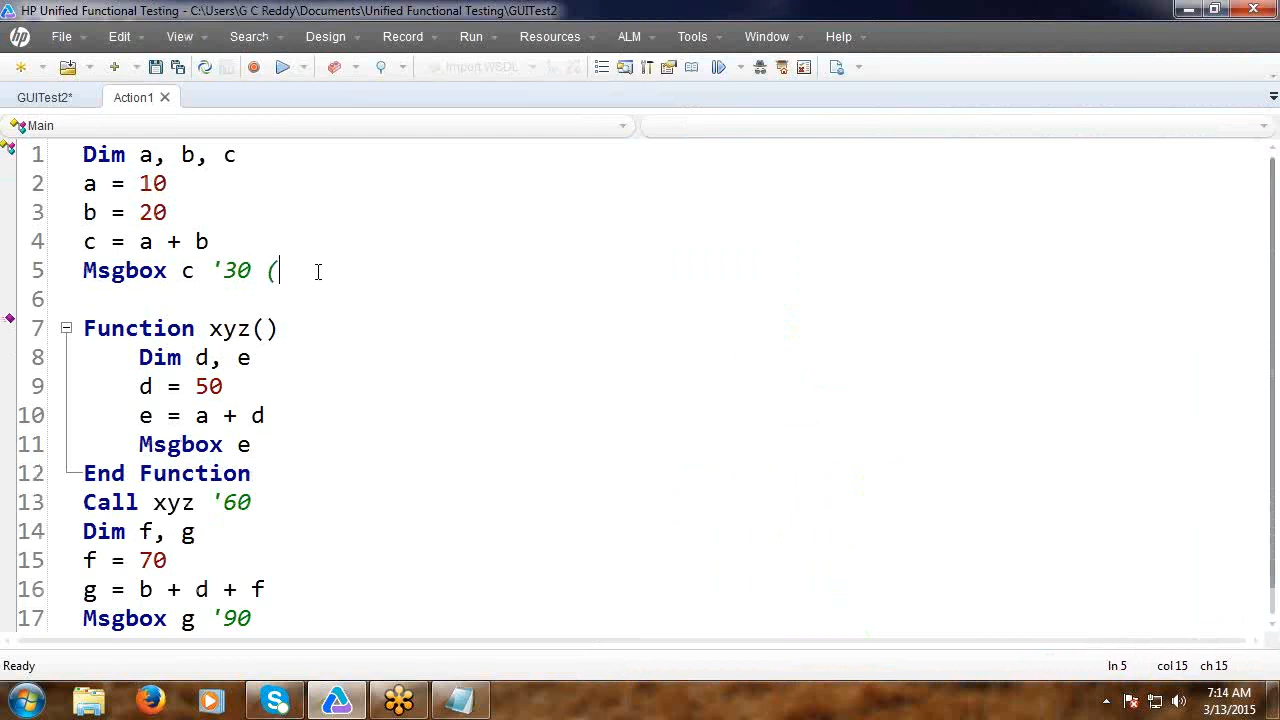 HP Unified Functional Testing - C:\Users\G C Reddy\Documents\Unified Functional Testing\GUITest2
hp File Edit View Search Design Record Run Resources ALM Tools Window Help
Import WSDL
GUITest2* Action1
Main
1 Dim a, b, c
2 a = 10
3 b = 20
4 c = a + b
5 Msgbox c '30 (
6
7 Function xyz()
8 Dim d, e
9 d = 50
10 e = a + d
11 Msgbox e
12 End Function
13 Call xyz '60
14 Dim f, g
15 f = 70
16 g = b + d + f
17 Msgbox g '90
Ready ln 5 col 15 ch 15
7:14 AM
3/13/2015